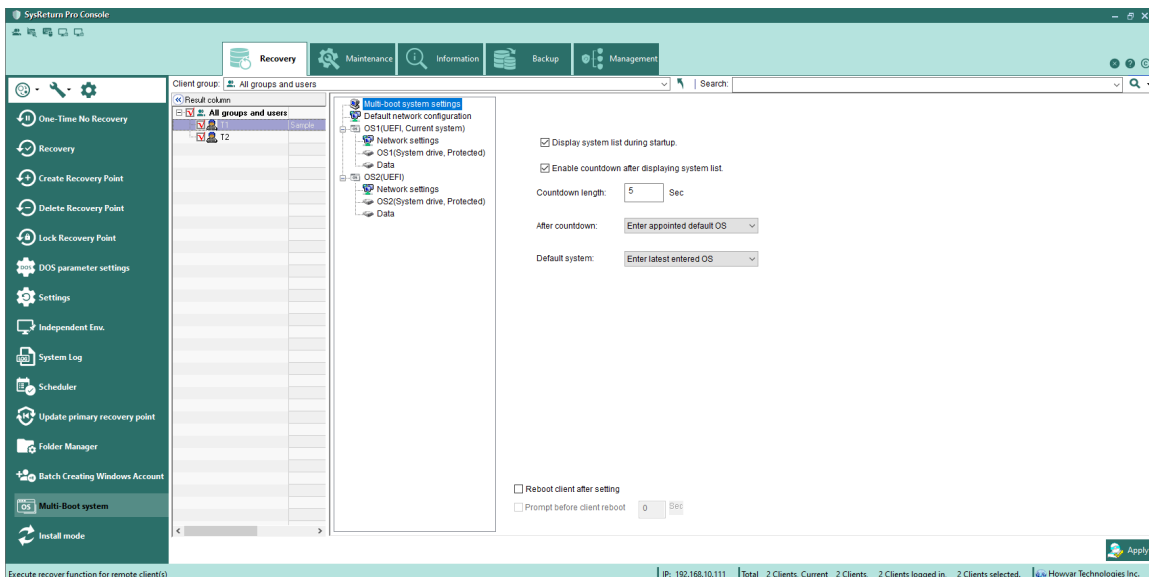 SysReturn Pro Console
Recovery
Maintenance
Information
Backup
Management
Client group: All groups and users
Search:
One-Time No Recovery
Recovery
Create Recovery Point
Delete Recovery Point
Lock Recovery Point
DOS DOS parameter settings
Settings
Independent Env.
LOG System Log
Scheduler
Update primary recovery point
Folder Manager
Batch Creating Windows Account
OS Multi-Boot system
Install mode
Result column
All groups and users
T1 Sample
T2
Multi-boot system settings
Default network configuration
OS1(UEFI, Current system)
Network settings
OS1(System drive, Protected)
Data
OS2(UEFI)
Network settings
OS2(System drive, Protected)
Data
Display system list during startup.
Enable countdown after displaying system list.
Countdown length: 5 Sec
After countdown: Enter appointed default OS
Default system: Enter latest entered OS
Reboot client after setting
Prompt before client reboot 0 Sec
Apply
Execute recover function for remote client(s)
IP: 192.168.10.111 Total 2 Clients, Current 2 Clients, 2 Clients logged in, 2 Clients selected. Howyar Technologies Inc.